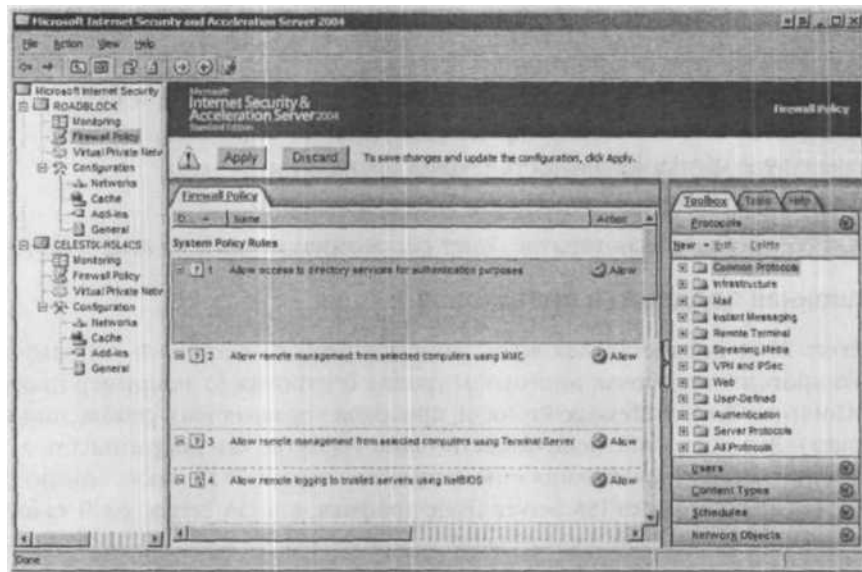 Microsoft Internet Security and Acceleration Server 2004
File Action View Help
Microsoft Internet Security
ROADBLOCK
Monitoring
Firewall Policy
Virtual Private Netw
Configuration
Networks
Cache
Add-ins
General
CELESTIX-MSLACS
Monitoring
Firewall Policy
Virtual Private Netw
Configuration
Networks
Cache
Add-ins
General
Microsoft
Internet Security &
Acceleration Server 2004
Standard Edition
Firewall Policy
Apply Discard To save changes and update the configuration, click Apply.
Firewall Policy
O... Name Action
System Policy Rules
1 Allow access to directory services for authentication purposes Allow
2 Allow remote management from selected computers using MMC Allow
3 Allow remote management from selected computers using Terminal Server Allow
4 Allow remote logging to trusted servers using NetBIOS Allow
Toolbox Tasks Help
Protocols
New Edit Delete
Common Protocols
Infrastructure
Mail
Instant Messaging
Remote Terminal
Streaming Media
VPN and IPSec
Web
User-Defined
Authentication
Server Protocols
All Protocols
Users
Content Types
Schedules
Network Objects
Done